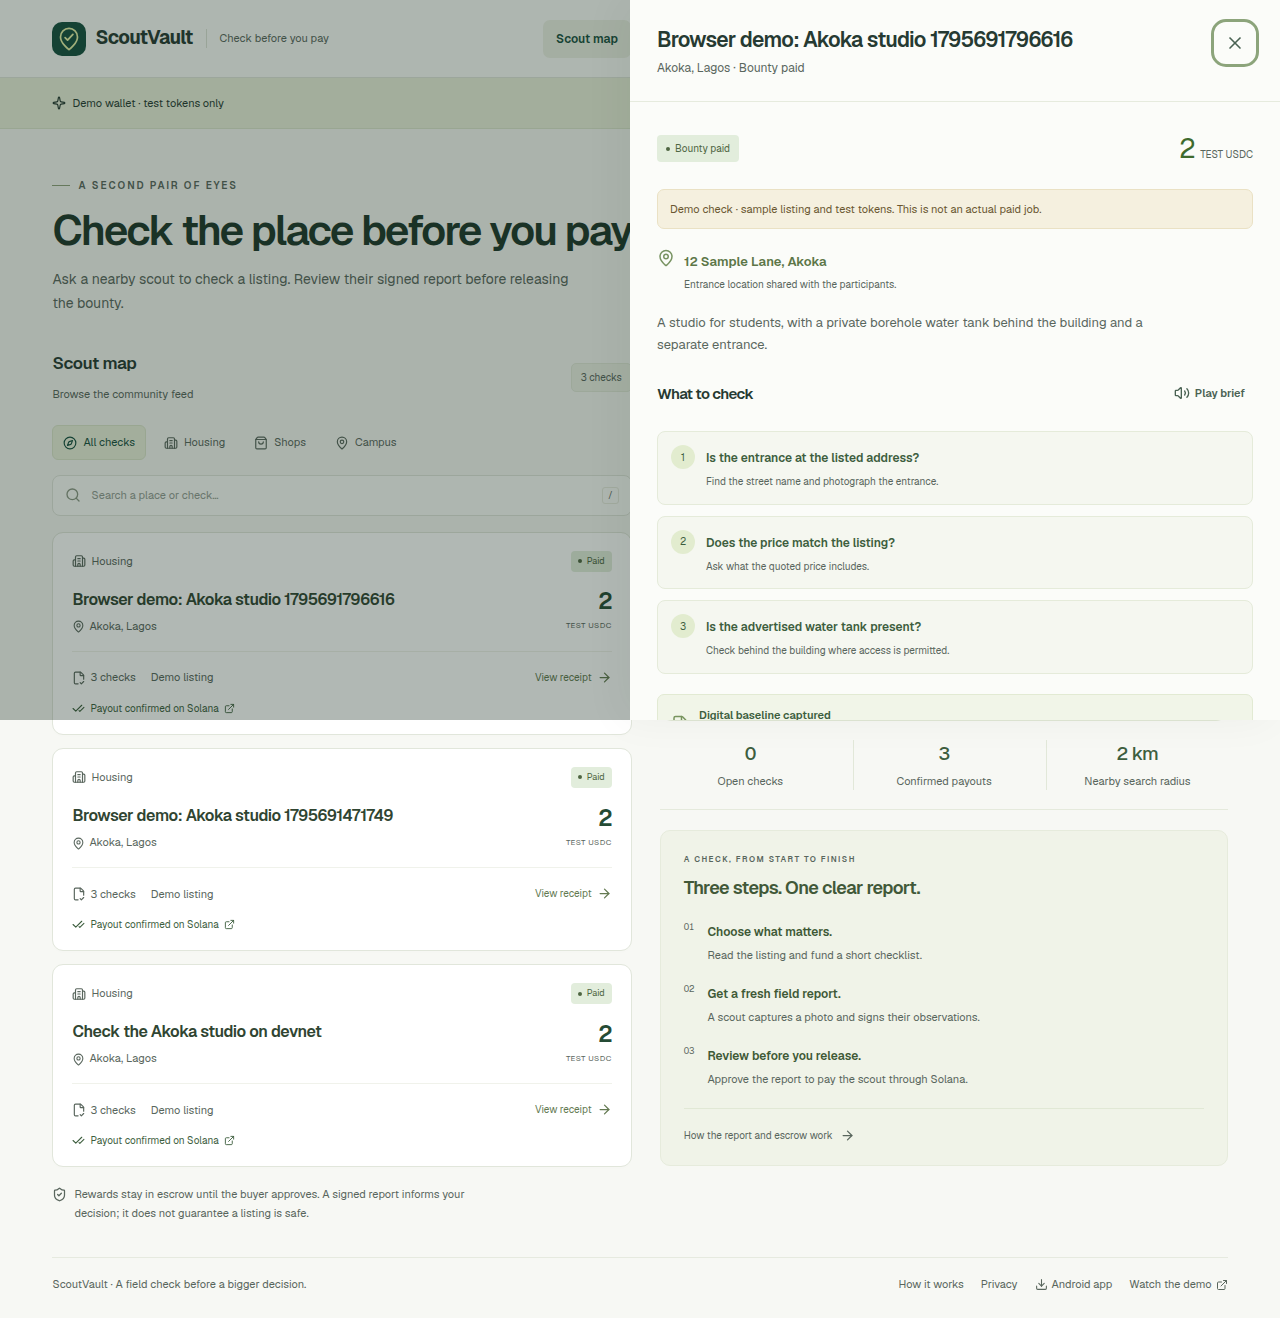 ScoutVault
Check before you pay
Scout map
Demo wallet · test tokens only
A SECOND PAIR OF EYES
Check the place before you pay
Ask a nearby scout to check a listing. Review their signed report before releasing
the bounty.
Scout map
3 checks
Browse the community feed
All checks
Housing
Shops
Campus
Search a place or check...
/
Housing
Paid
Browser demo: Akoka studio 1795691796616
2
Akoka, Lagos
TEST USDC
3 checks
Demo listing
View receipt
Payout confirmed on Solana
Housing
Paid
Browser demo: Akoka studio 1795691471749
2
Akoka, Lagos
TEST USDC
3 checks
Demo listing
View receipt
Payout confirmed on Solana
Housing
Paid
Check the Akoka studio on devnet
2
Akoka, Lagos
TEST USDC
3 checks
Demo listing
View receipt
Payout confirmed on Solana
Rewards stay in escrow until the buyer approves. A signed report informs your
decision; it does not guarantee a listing is safe.
Browser demo: Akoka studio 1795691796616
Akoka, Lagos · Bounty paid
Bounty paid
2 TEST USDC
Demo check · sample listing and test tokens. This is not an actual paid job.
12 Sample Lane, Akoka
Entrance location shared with the participants.
A studio for students, with a private borehole water tank behind the building and a
separate entrance.
What to check
Play brief
1
Is the entrance at the listed address?
Find the street name and photograph the entrance.
2
Does the price match the listing?
Ask what the quoted price includes.
3
Is the advertised water tank present?
Check behind the building where access is permitted.
Digital baseline captured
0
Open checks
3
Confirmed payouts
2 km
Nearby search radius
A CHECK, FROM START TO FINISH
Three steps. One clear report.
01
Choose what matters.
Read the listing and fund a short checklist.
02
Get a fresh field report.
A scout captures a photo and signs their observations.
03
Review before you release.
Approve the report to pay the scout through Solana.
How the report and escrow work
ScoutVault · A field check before a bigger decision.
How it works
Privacy
Android app
Watch the demo